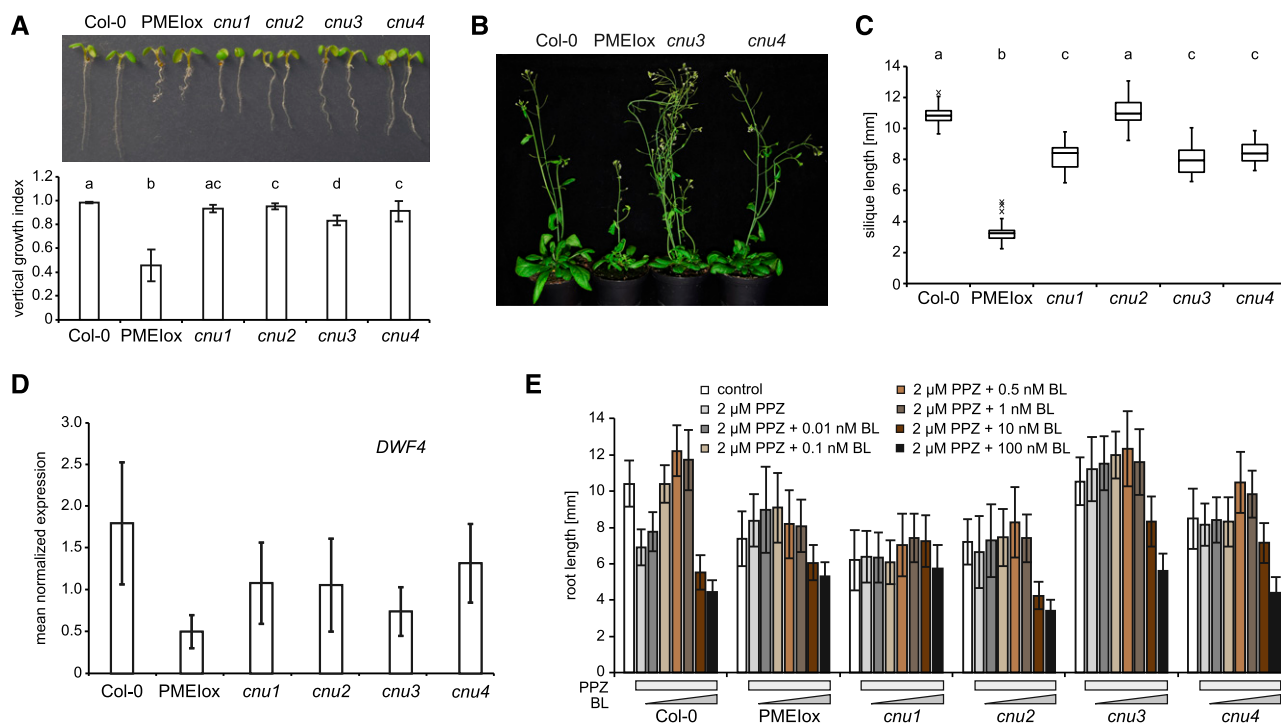 A
Col-0 PMEIox cnu1 cnu2 cnu3 cnu4
vertical growth index
1.2
1.0
0.8
0.6
0.4
0.2
0
a b ac c d c
Col-0 PMEIox cnu1 cnu2 cnu3 cnu4
B
Col-0 PMEIox cnu3 cnu4
C
silique length [mm]
14
12
10
8
6
4
2
0
a b c a c c
Col-0 PMEIox cnu1 cnu2 cnu3 cnu4
D
mean normalized expression
3.0
2.5
2.0
1.5
1.0
0.5
0.0
DWF4
Col-0 PMEIox cnu1 cnu2 cnu3 cnu4
E
control
2 µM PPZ
2 µM PPZ + 0.01 nM BL
2 µM PPZ + 0.1 nM BL
2 µM PPZ + 0.5 nM BL
2 µM PPZ + 1 nM BL
2 µM PPZ + 10 nM BL
2 µM PPZ + 100 nM BL
root length [mm]
14
12
10
8
6
4
2
0
PPZ
BL
Col-0 PMEIox cnu1 cnu2 cnu3 cnu4